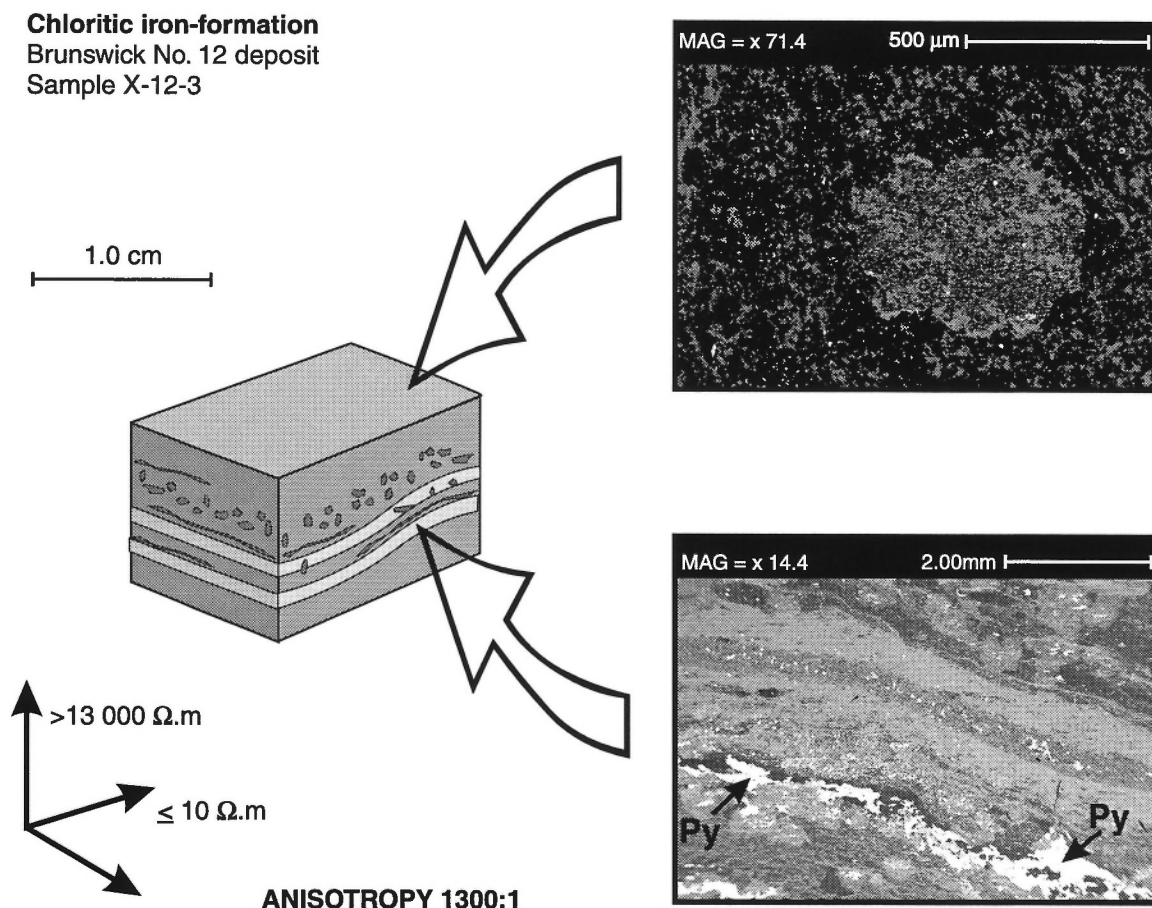 Chloritic iron-formation
Brunswick No. 12 deposit
Sample X-12-3
MAG = x 71.4 500 µm
1.0 cm
MAG = x 14.4 2.00mm
>13 000 Ω.m
≤ 10 Ω.m
Py
Py
ANISOTROPY 1300:1